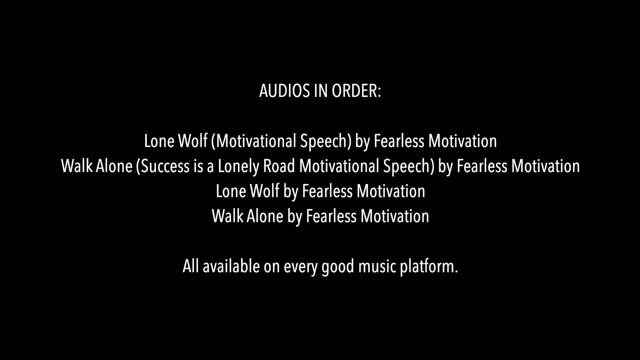 AUDIOS IN ORDER:
Lone Wolf (Motivational Speech) by Fearless Motivation
Walk Alone (Success is a Lonely Road Motivational Speech) by Fearless Motivation
Lone Wolf by Fearless Motivation
Walk Alone by Fearless Motivation
All available on every good music platform.